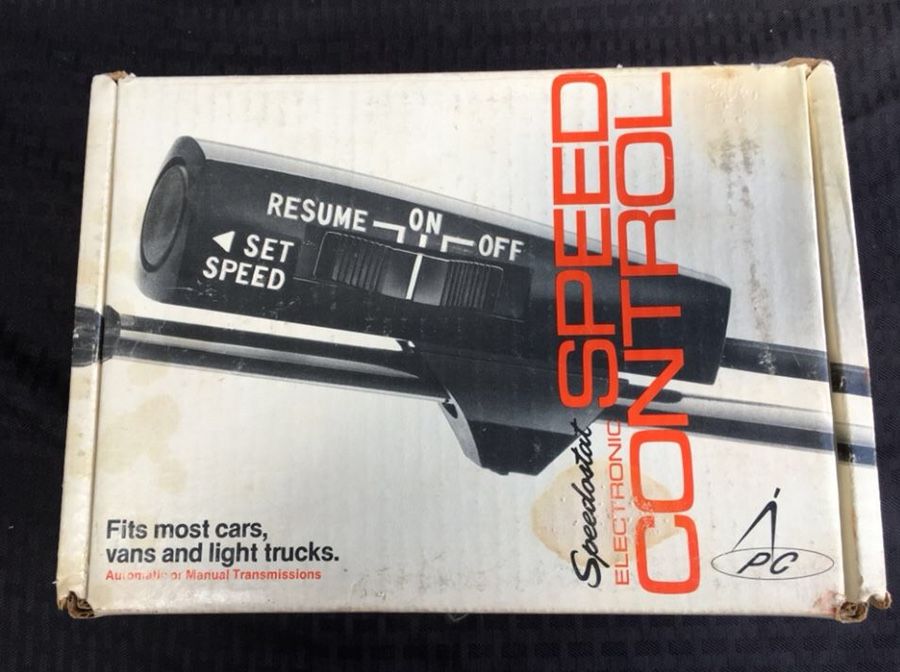 RESUME
ON
OFF
◀ SET
SPEED
Speedostat
ELECTRONIC
SPEED
CONTROL
Fits most cars,
vans and light trucks.
Automatic or Manual Transmissions
PC